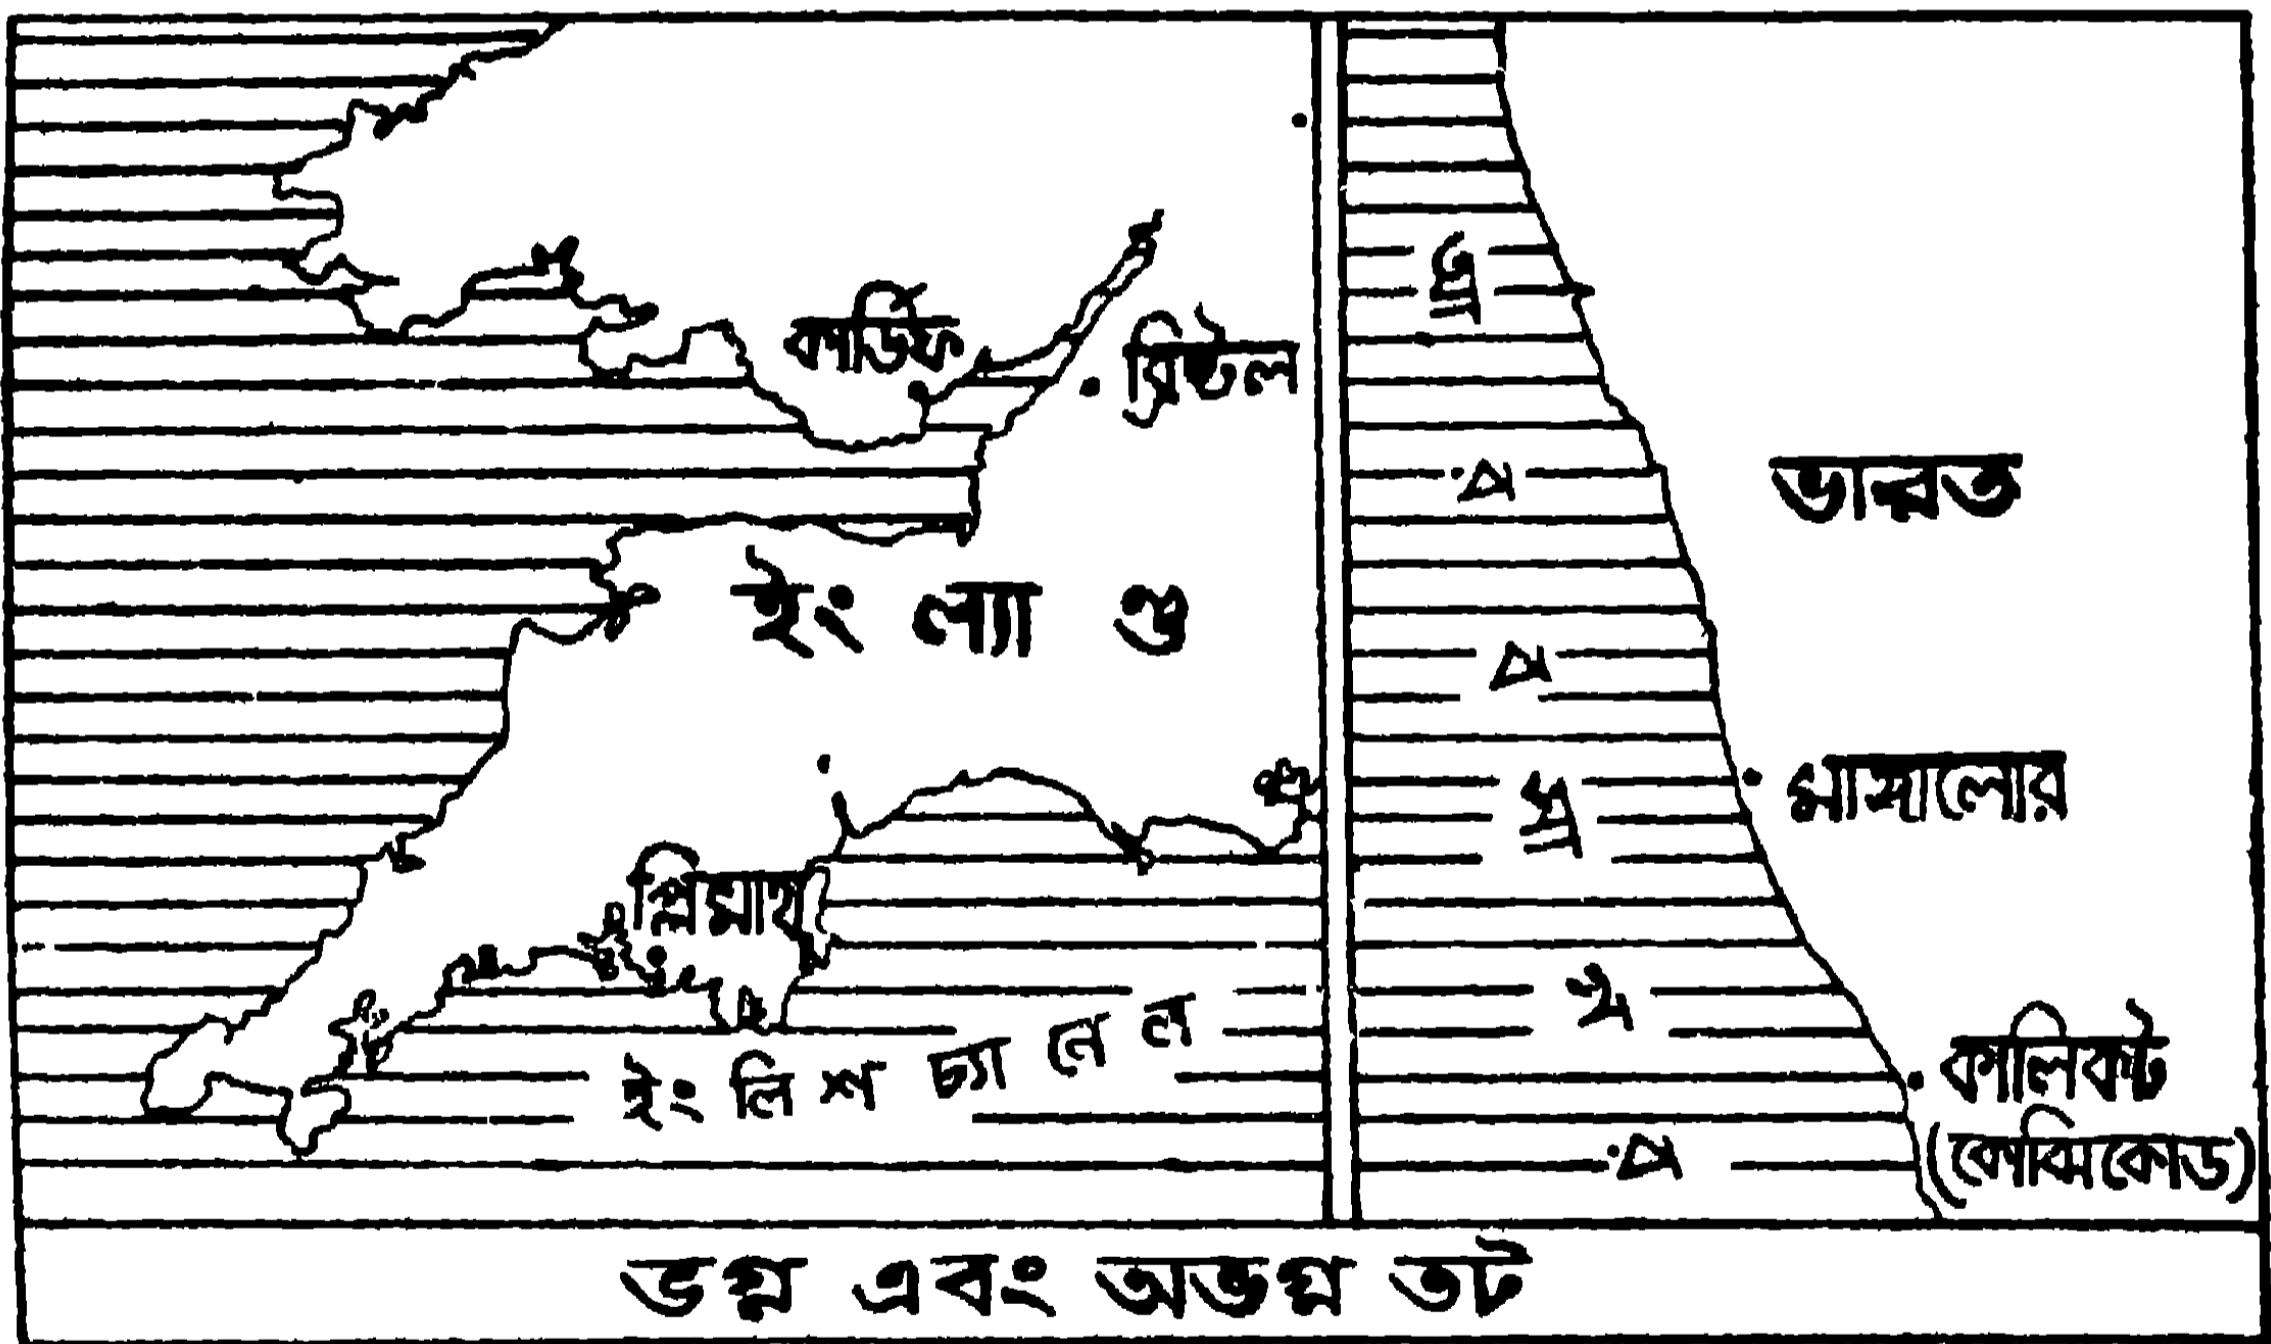 কার্ডিফ
ব্রিষ্টল
ইংল্যাণ্ড
প্লিমাথ
ইংলিশ চ্যানেল
ভারত
ম্যাঙ্গালোর
কালিকট
(কোঝিকোড)
ভগ্ন এবং অভগ্ন তট